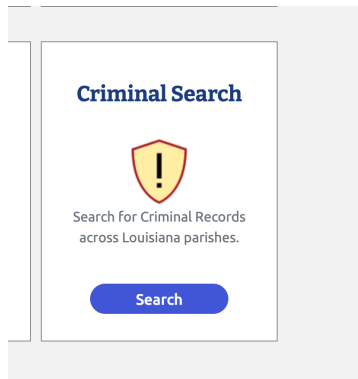 Criminal Search
!
Search for Criminal Records
across Louisiana parishes.
Search